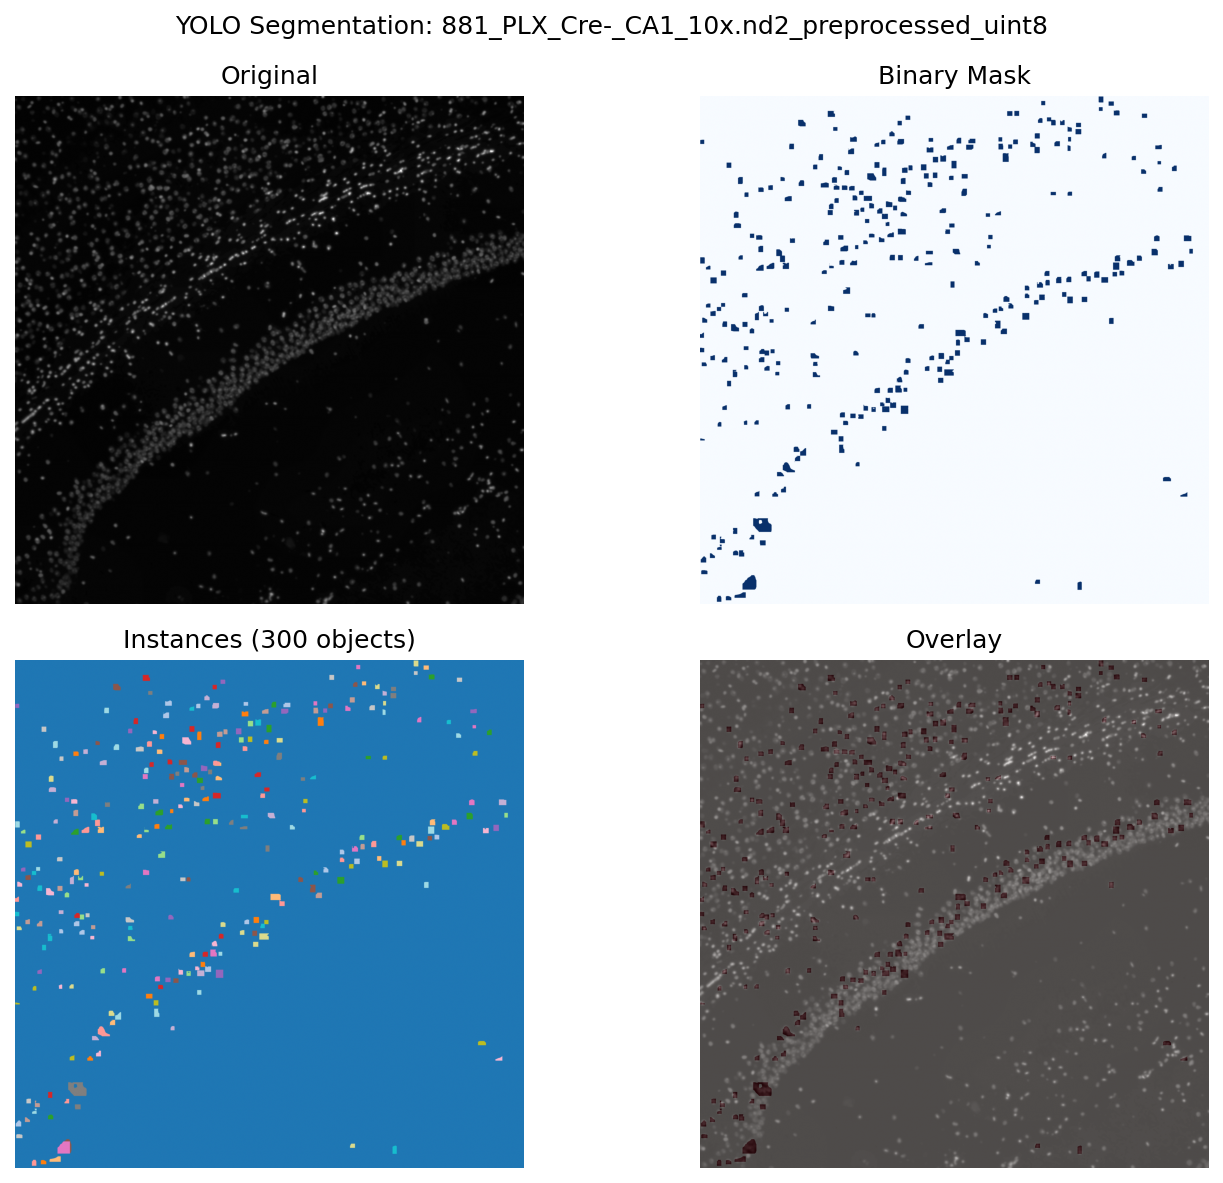 YOLO Segmentation: 881_PLX_Cre-_CA1_10x.nd2_preprocessed_uint8
Original
Binary Mask
Instances (300 objects)
Overlay